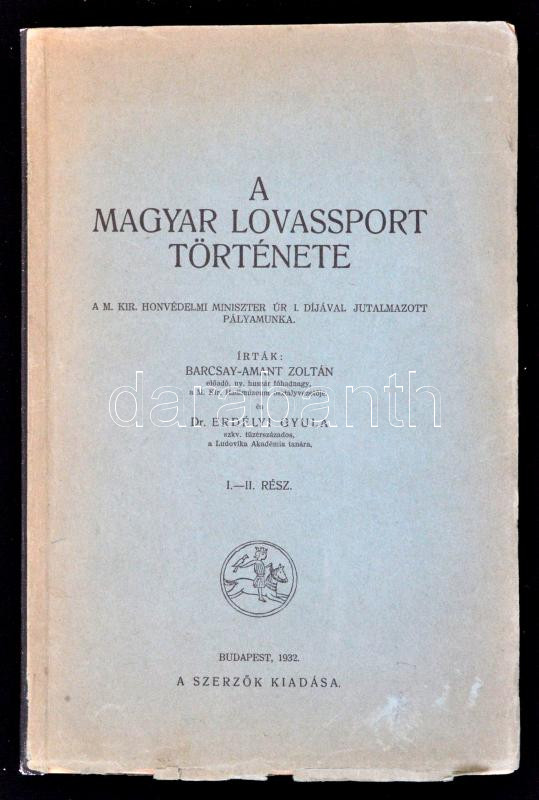 A
MAGYAR LOVASSPORT
TÖRTÉNETE
A M. KIR. HONVÉDELMI MINISZTER ÚR I. DÍJÁVAL JUTALMAZOTT
PÁLYAMUNKA.
ÍRTÁK:
BARCSAY-AMANT ZOLTÁN
előadó, ny. huszár főhadnagy,
a M. Kir. Hadimúzeum osztályvezetője,
és
Dr. ERDÉLYI GYULA
szkv. tüzérszázados,
a Ludovika Akadémia tanára.
I.—II. RÉSZ.
BUDAPEST, 1932.
A SZERZŐK KIADÁSA.
darabanth